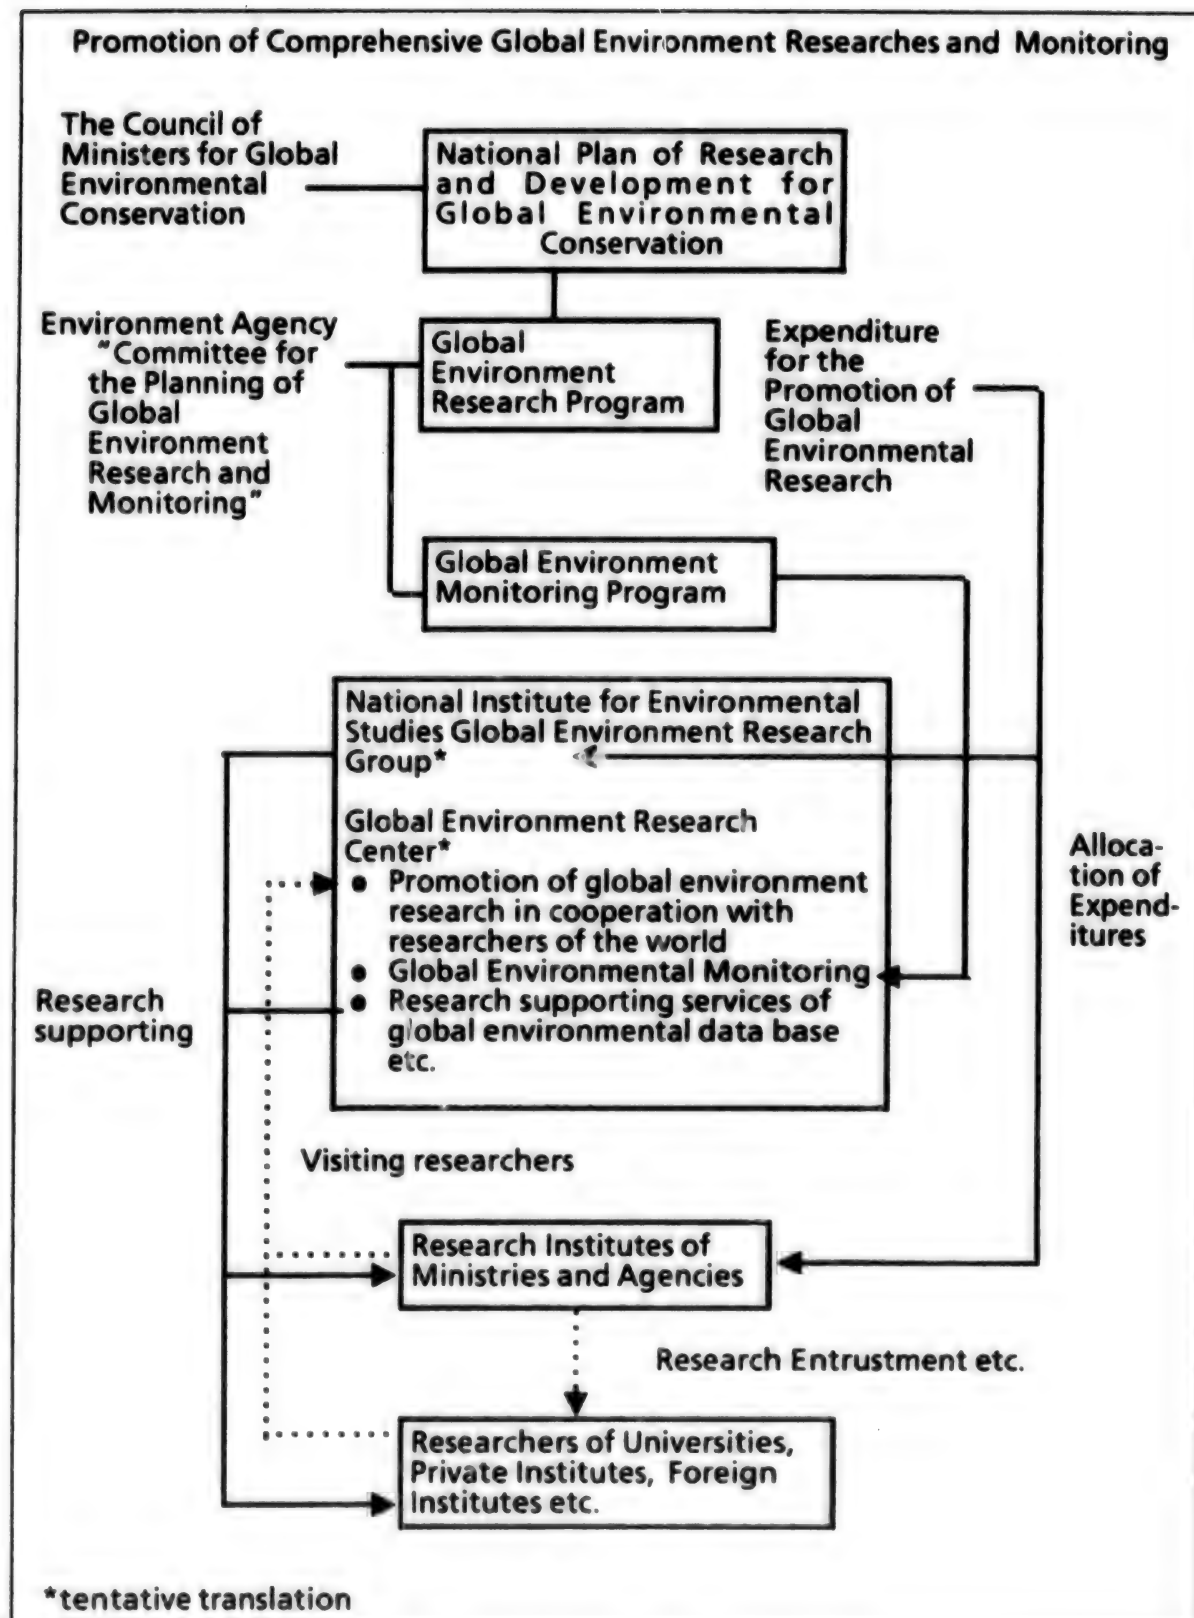 Promotion of Comprehensive Global Environment Researches and Monitoring
The Council of
Ministers for Global
Environmental
Conservation
National Plan of Research
and Development for
Global Environmental
Conservation
Environment Agency
"Committee for
the Planning of
Global
Environment
Research and
Monitoring"
Global
Environment
Research Program
Expenditure
for the
Promotion of
Global
Environmental
Research
Global Environment
Monitoring Program
National Institute for Environmental
Studies Global Environment Research
Group*
Global Environment Research
Center*
● Promotion of global environment
research in cooperation with
researchers of the world
● Global Environmental Monitoring
● Research supporting services of
global environmental data base
etc.
Alloca-
tion of
Expend-
itures
Research
supporting
Visiting researchers
Research Institutes of
Ministries and Agencies
Research Entrustment etc.
Researchers of Universities,
Private Institutes, Foreign
Institutes etc.
*tentative translation